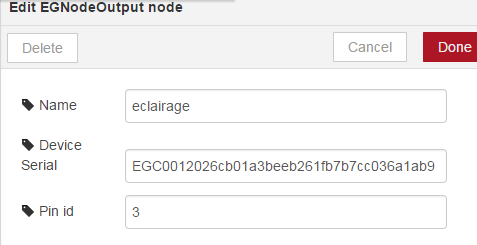 Edit EGNodeOutput node
Delete
Cancel
Done
Name
eclairage
Device
Serial
EGC0012026cb01a3beeb261fb7b7cc036a1ab9
Pin id
3